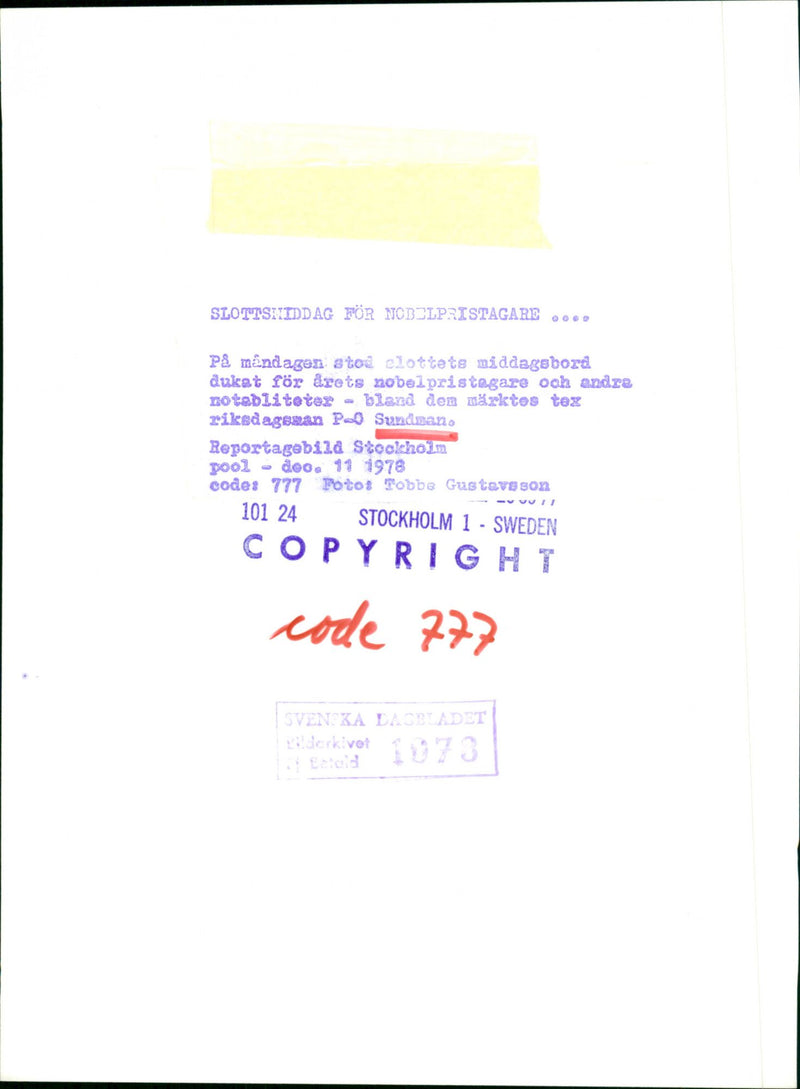 SLOTTSMIDDAG FÖR NOBELPRISTAGARE ....
På måndagen stod slottets middagsbord
dukat för årets nobelpristagare och andra
notabliteter - bland dem märktes tex
riksdagsman P-O Sundman.
Reportagebild Stockholm
pool - dec. 11 1978
code: 777 Foto: Tobbe Gustavsson
101 24 STOCKHOLM 1 - SWEDEN
COPYRIGHT
code 777
SVENSKA DAGBLADET
Bildarkivet 1978
Betald